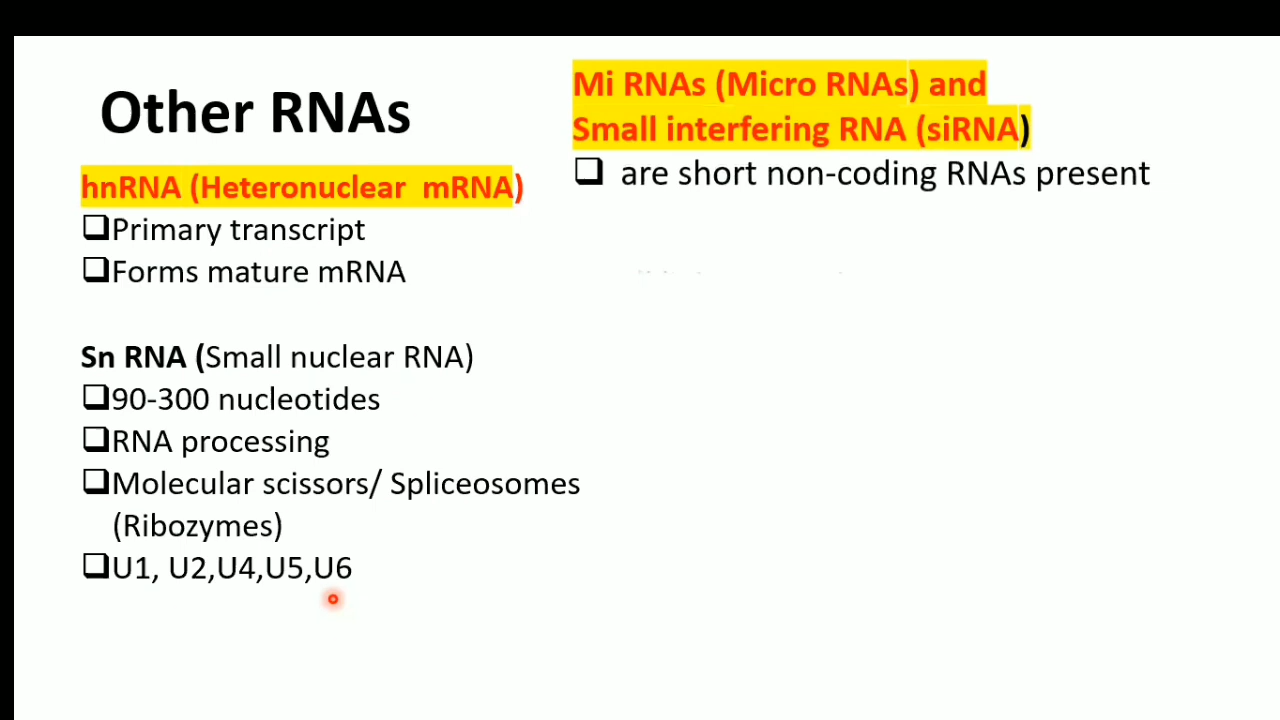 Other RNAs
hnRNA (Heteronuclear mRNA)
❑Primary transcript
❑Forms mature mRNA
Sn RNA (Small nuclear RNA)
❑90-300 nucleotides
❑RNA processing
❑Molecular scissors/ Spliceosomes
(Ribozymes)
❑U1, U2,U4,U5,U6
Mi RNAs (Micro RNAs) and
Small interfering RNA (siRNA)
❑ are short non-coding RNAs present